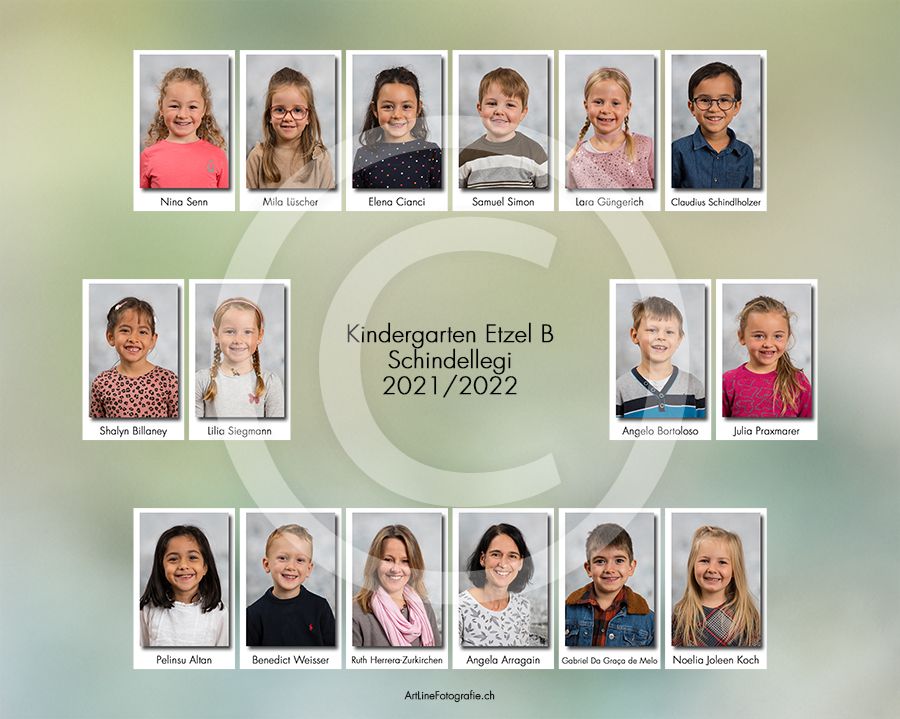 Nina Senn
Mila Lüscher
Elena Cianci
Samuel Simon
Lara Güngerich
Claudius Schindlholzer
Kindergarten Etzel B
Schindellegi
2021/2022
Shalyn Billaney
Lilia Siegmann
Angelo Bortoloso
Julia Praxmarer
Pelinsu Altan
Benedict Weisser
Ruth Herrera-Zurkirchen
Angela Arragain
Gabriel Da Graça de Melo
Noelia Joleen Koch
ArtLineFotografie.ch
©